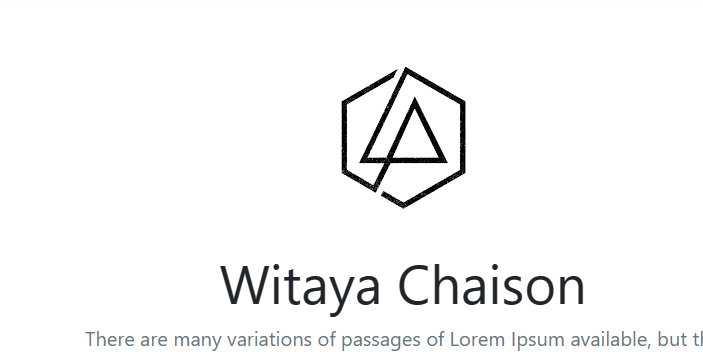 Witaya Chaison
There are many variations of passages of Lorem Ipsum available, but